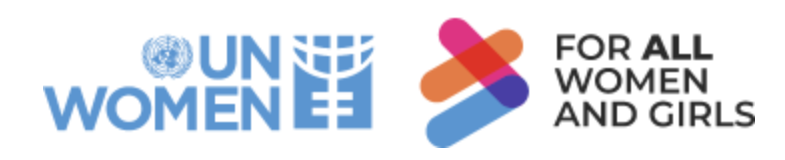 UN
WOMEN
FOR ALL
WOMEN
AND GIRLS